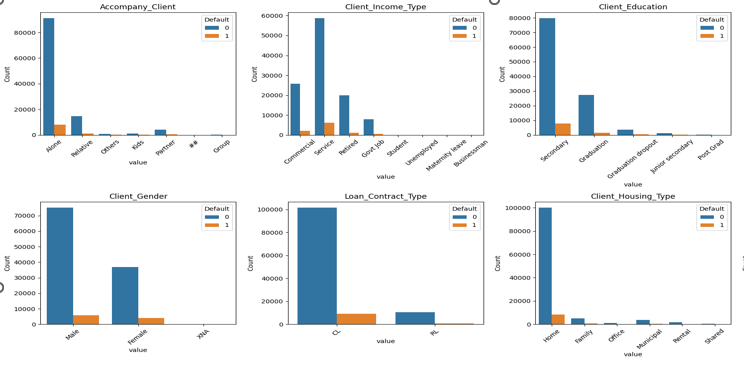 Accompany_Client
Default
0
1
Count
80000
60000
40000
20000
0
Alone
Relative
Others
Kids
Partner
##
Group
value
Client_Income_Type
Default
0
1
Count
60000
50000
40000
30000
20000
10000
0
Commercial
Service
Retired
Govt Job
Student
Unemployed
Maternity leave
Businessman
value
Client_Education
Default
0
1
Count
80000
70000
60000
50000
40000
30000
20000
10000
0
Secondary
Graduation
Graduation dropout
Junior secondary
Post Grad
value
Client_Gender
Default
0
1
Count
70000
60000
50000
40000
30000
20000
10000
0
Male
Female
XNA
value
Loan_Contract_Type
Default
0
1
Count
100000
80000
60000
40000
20000
0
CL
RL
value
Client_Housing_Type
Default
0
1
Count
100000
80000
60000
40000
20000
0
Home
Family
Office
Municipal
Rental
Shared
value